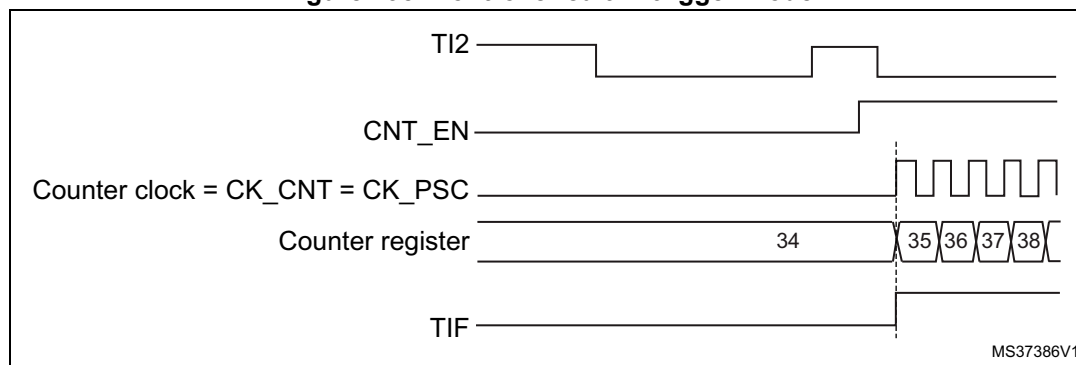 TI2
CNT_EN
Counter clock = CK_CNT = CK_PSC
Counter register 34 35 36 37 38
TIF
MS37386V1